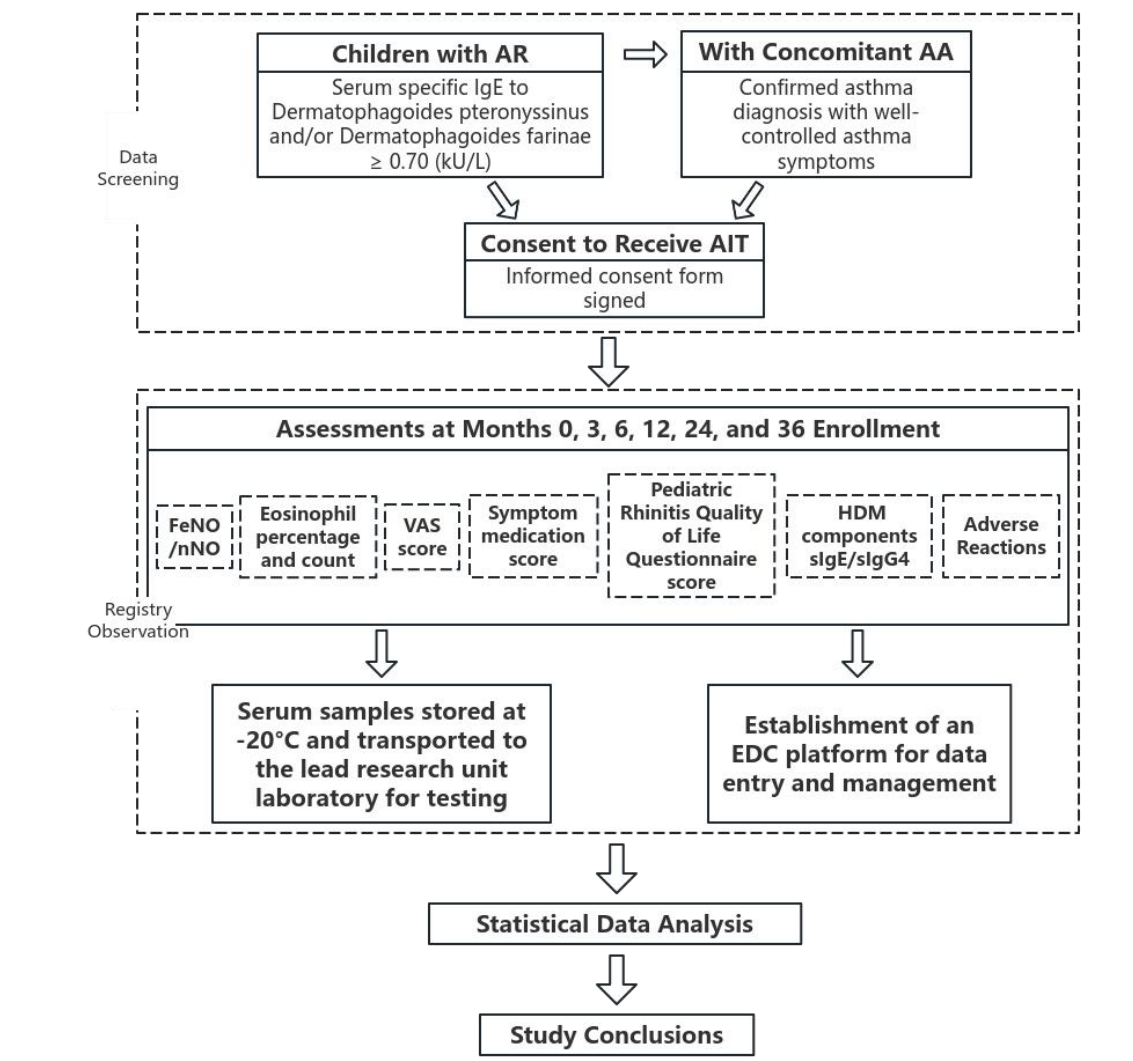 Children with AR
Serum specific IgE to
Dermatophagoides pteronyssinus
and/or Dermatophagoides farinae
≥ 0.70 (kU/L)
With Concomitant AA
Confirmed asthma
diagnosis with well-
controlled asthma
symptoms
Data
Screening
Consent to Receive AIT
Informed consent form
signed
Assessments at Months 0, 3, 6, 12, 24, and 36 Enrollment
FeNO
/nNO
Eosinophil
percentage
and count
VAS
score
Symptom
medication
score
Pediatric
Rhinitis Quality
of Life
Questionnaire
score
HDM
components
sIgE/sIgG4
Adverse
Reactions
Registry
Observation
Serum samples stored at
-20°C and transported to
the lead research unit
laboratory for testing
Establishment of an
EDC platform for data
entry and management
Statistical Data Analysis
Study Conclusions